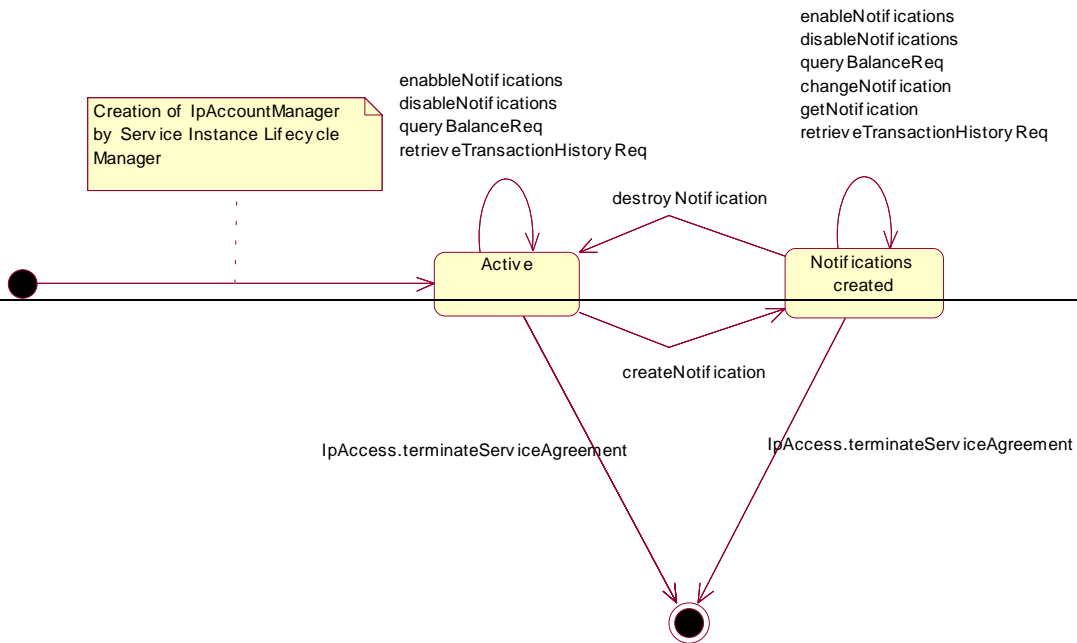 enableNotifications
disableNotifications
queryBalanceReq
changeNotification
getNotification
retrieveTransactionHistoryReq
enabbleNotifications
disableNotifications
queryBalanceReq
retrieveTransactionHistoryReq
Creation of IpAccountManager
by Service Instance Lifecycle
Manager
destroyNotification
Active
Notifications
created
createNotification
IpAccess.terminateServiceAgreement
IpAccess.terminateServiceAgreement